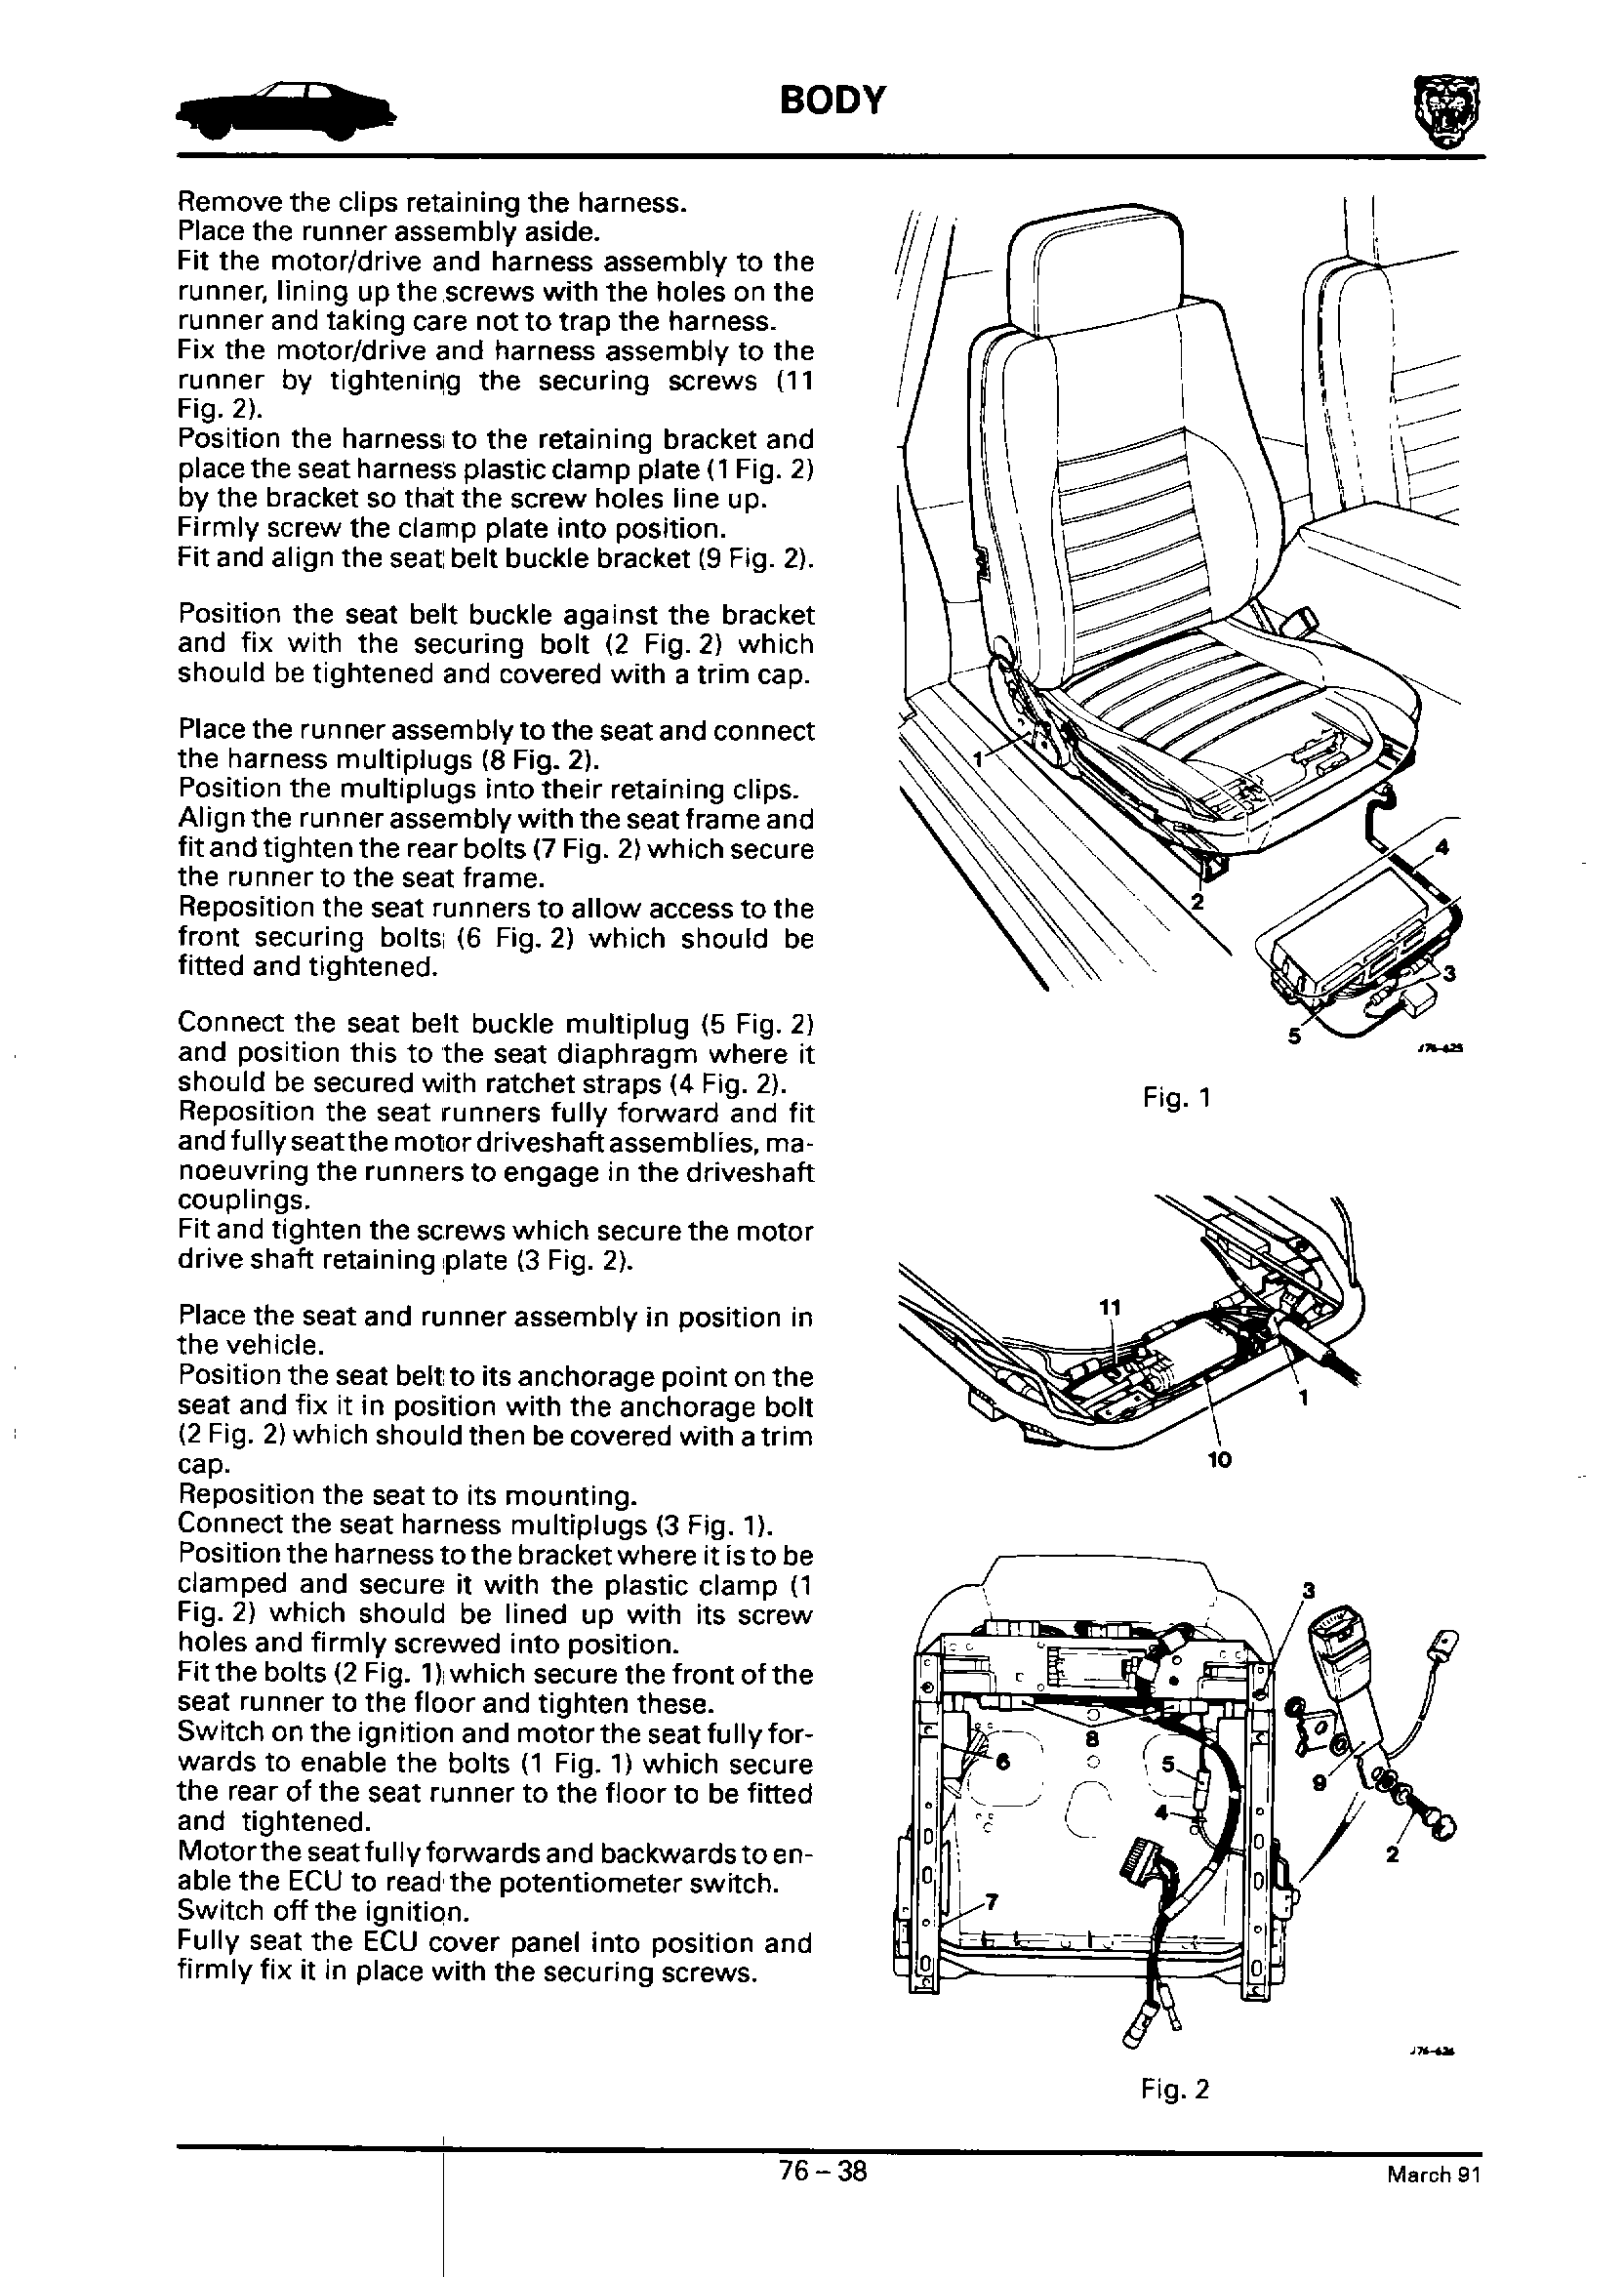 BODY
Remove the clips retaining the harness.
Place the runner assembly aside.
Fit the motor/drive and harness assembly to the
runner, lining up the screws with the holes on the
runner and taking care not to trap the harness.
Fix the motor/drive and harness assembly to the
runner by tightening the securing screws (11
Fig. 2).
Position the harness to the retaining bracket and
place the seat harness plastic clamp plate (1 Fig. 2)
by the bracket so that the screw holes line up.
Firmly screw the clamp plate into position.
Fit and align the seat belt buckle bracket (9 Fig. 2).
Position the seat belt buckle against the bracket
and fix with the securing bolt (2 Fig. 2) which
should be tightened and covered with a trim cap.
Place the runner assembly to the seat and connect
the harness multiplugs (8 Fig. 2).
Position the multiplugs into their retaining clips.
Align the runner assembly with the seat frame and
fit and tighten the rear bolts (7 Fig. 2) which secure
the runner to the seat frame.
Reposition the seat runners to allow access to the
front securing bolts (6 Fig. 2) which should be
fitted and tightened.
Connect the seat belt buckle multiplug (5 Fig. 2)
and position this to the seat diaphragm where it
should be secured with ratchet straps (4 Fig. 2).
Reposition the seat runners fully forward and fit
and fully seat the motor driveshaft assemblies, ma-
noeuvring the runners to engage in the driveshaft
couplings.
Fit and tighten the screws which secure the motor
drive shaft retaining plate (3 Fig. 2).
Place the seat and runner assembly in position in
the vehicle.
Position the seat belt to its anchorage point on the
seat and fix it in position with the anchorage bolt
(2 Fig. 2) which should then be covered with a trim
cap.
Reposition the seat to its mounting.
Connect the seat harness multiplugs (3 Fig. 1).
Position the harness to the bracket where it is to be
clamped and secure it with the plastic clamp (1
Fig. 2) which should be lined up with its screw
holes and firmly screwed into position.
Fit the bolts (2 Fig. 1) which secure the front of the
seat runner to the floor and tighten these.
Switch on the ignition and motor the seat fully for-
wards to enable the bolts (1 Fig. 1) which secure
the rear of the seat runner to the floor to be fitted
and tightened.
Motor the seat fully forwards and backwards to en-
able the ECU to read the potentiometer switch.
Switch off the ignition.
Fully seat the ECU cover panel into position and
firmly fix it in place with the securing screws.
1
2
4
3
5
J76-625
Fig. 1
11
1
10
3
8
6
5
9
4
2
7
J76-626
Fig. 2
76 – 38
March 91